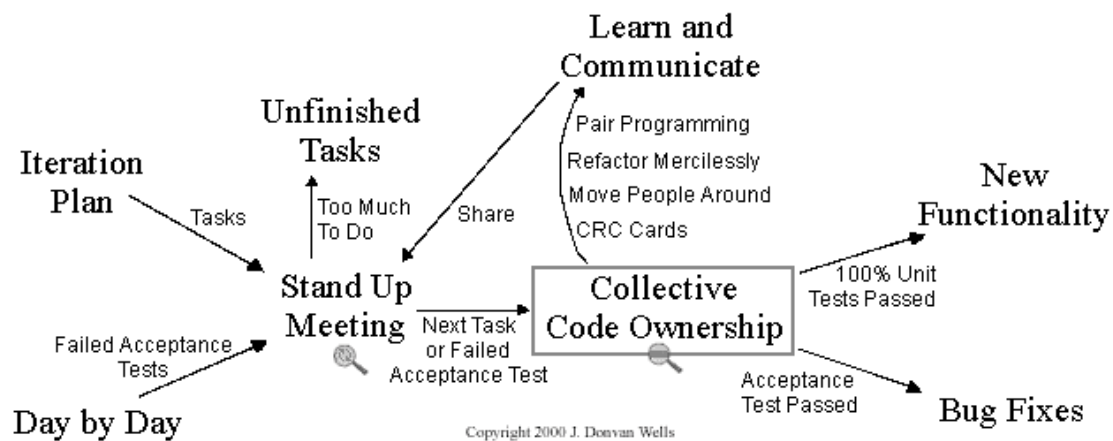 Learn and
Communicate
Unfinished
Tasks
Pair Programming
Refactor Mercilessly
Move People Around
CRC Cards
Iteration
Plan
New
Functionality
Tasks
Too Much
To Do
Share
Stand Up
Meeting
Collective
Code Ownership
100% Unit
Tests Passed
Failed Acceptance
Tests
Next Task
or Failed
Acceptance Test
Acceptance
Test Passed
Day by Day
Bug Fixes
Copyright 2000 J. Donvan Wells